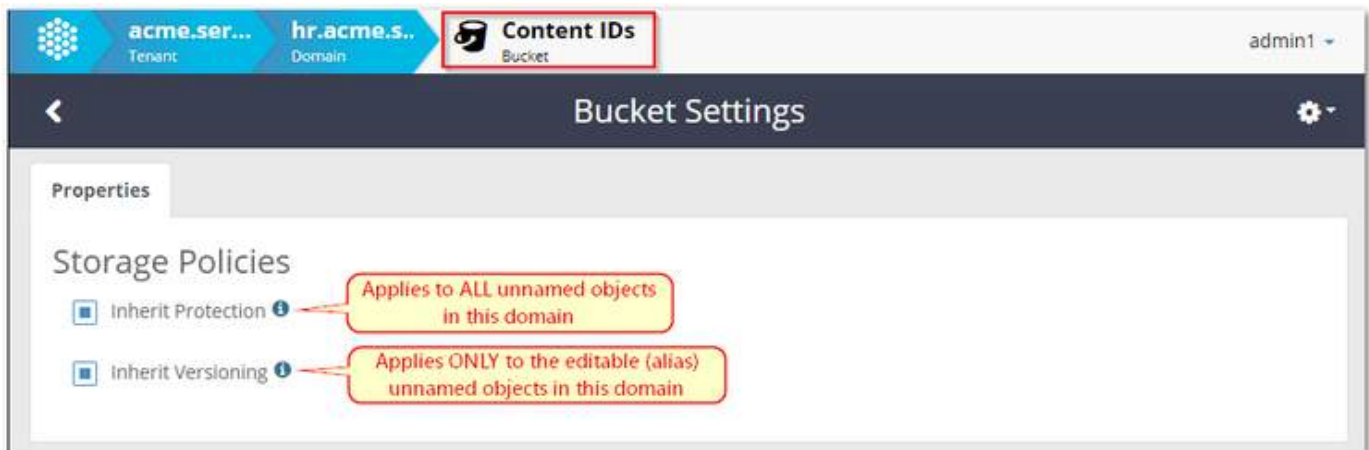 acme.ser... hr.acme.s.. Content IDs
Tenant Domain Bucket
admin1
Bucket Settings
Properties
Storage Policies
Inherit Protection
Applies to ALL unnamed objects
in this domain
Inherit Versioning
Applies ONLY to the editable (alias)
unnamed objects in this domain